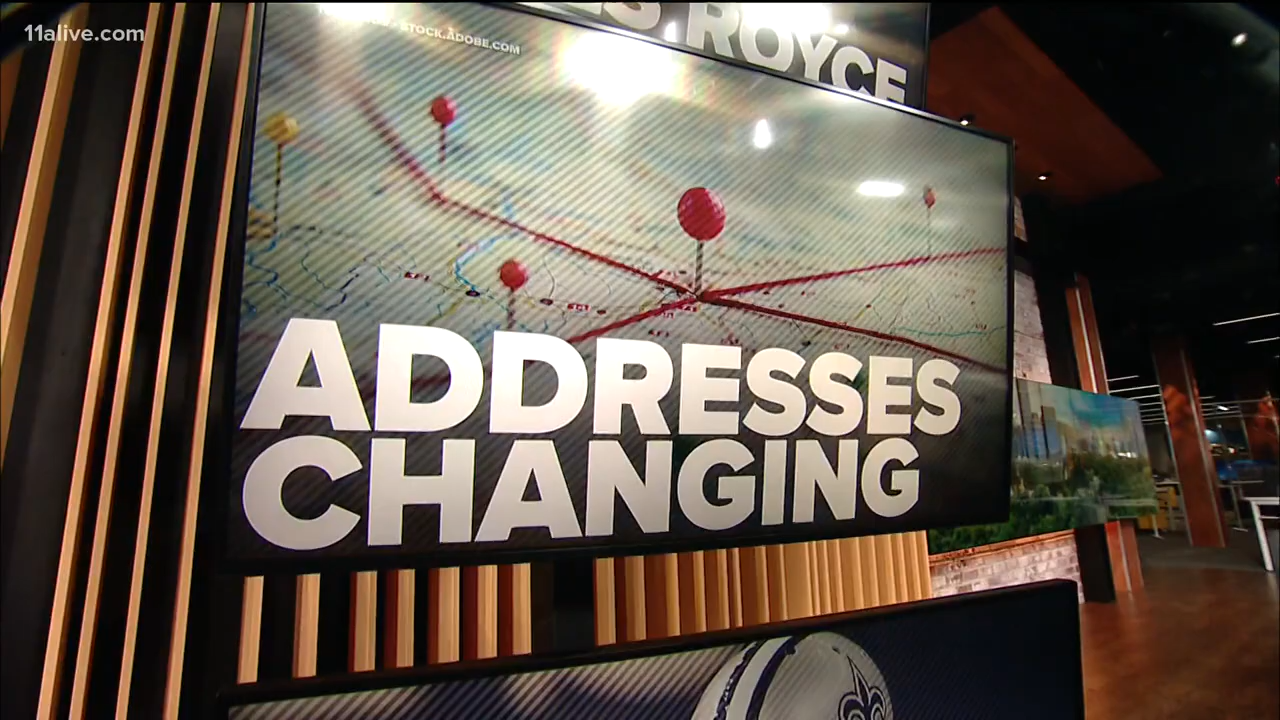 11alive.com
STOCK.ADOBE.COM
ROYCE
ADDRESSES
CHANGING